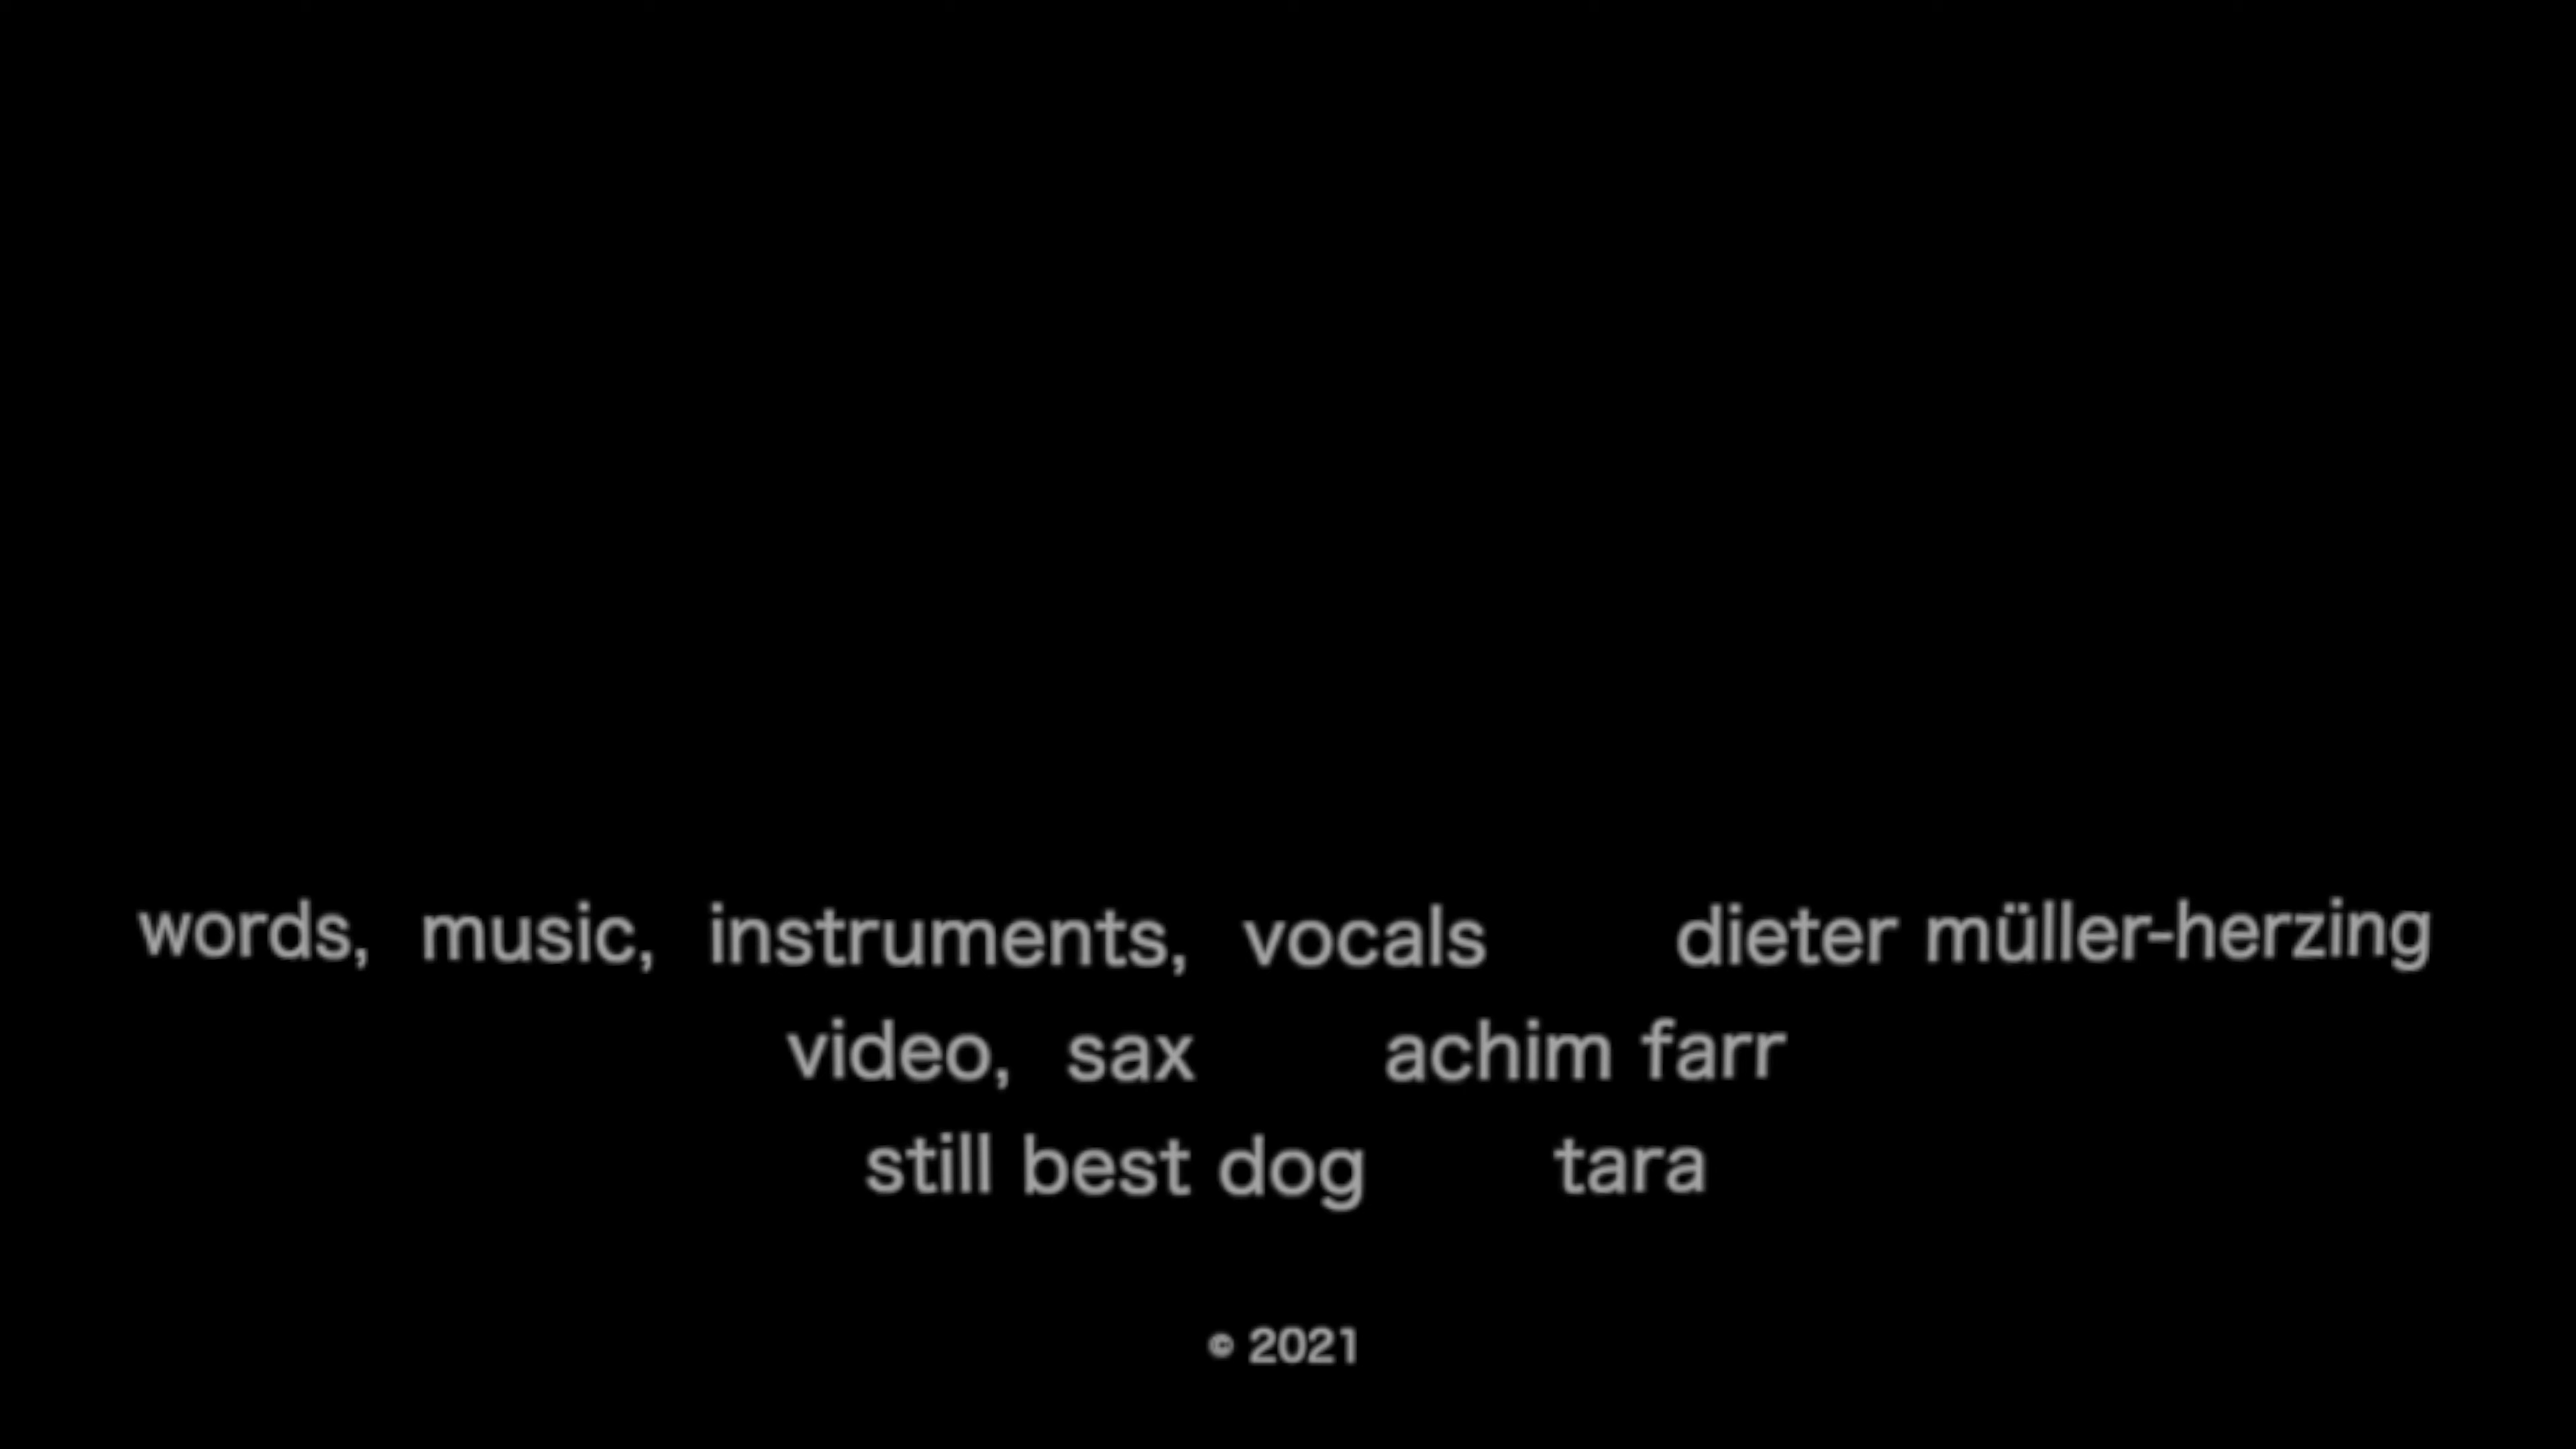 words, music, instruments, vocals dieter müller-herzing
video, sax achim farr
still best dog tara
© 2021